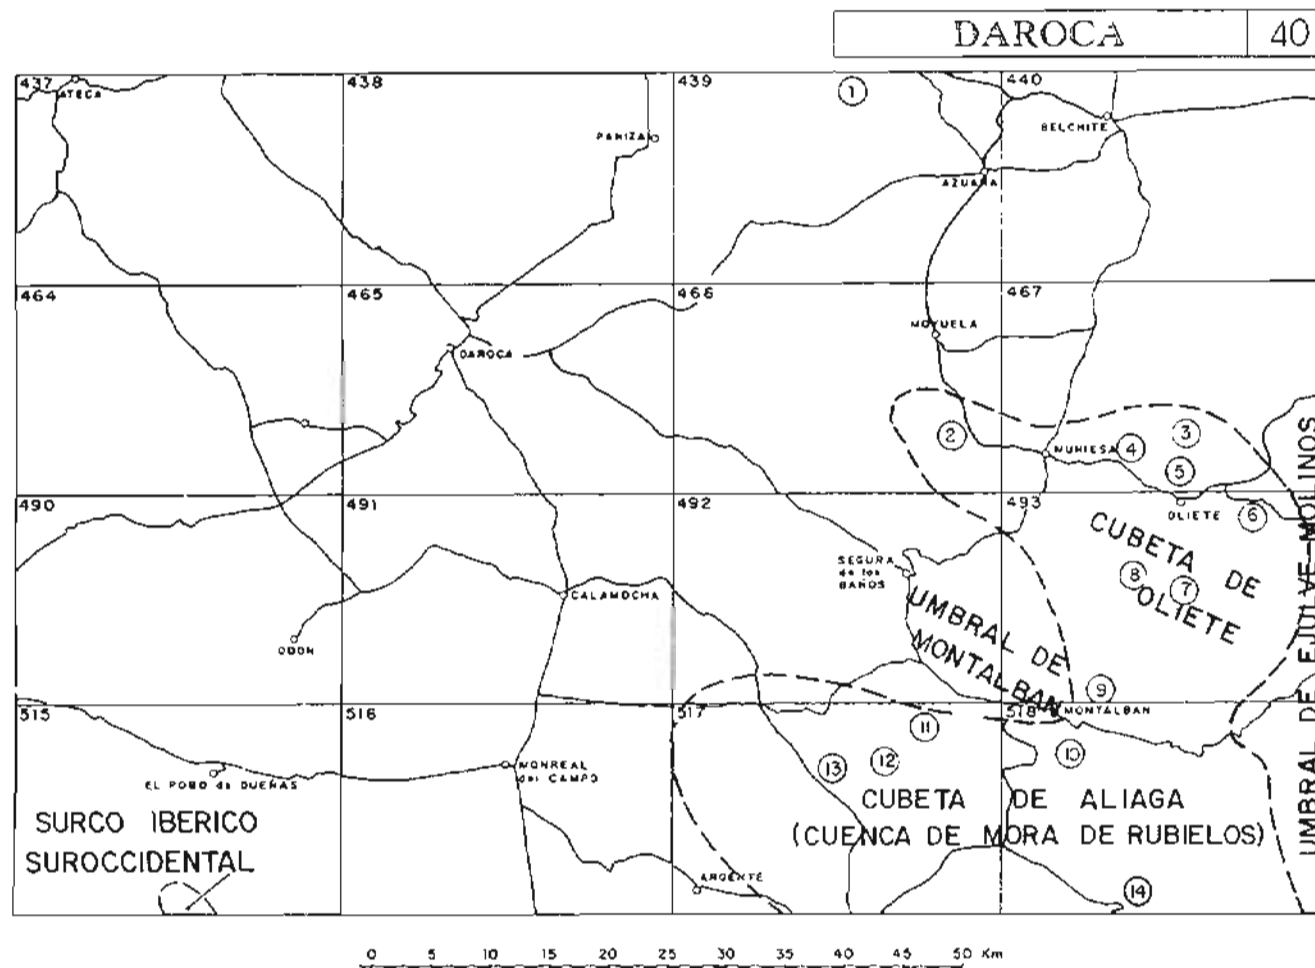 DAROCA 40
437 438 439 440
ATECA
1
PANIZA
BELCHITE
AZUARA
464 465 466 467
MOYUELA
DAROCA
2
MUNIESA
4
3
5
490 491 492 493
OLIETE
6
CUBETA DE
OLIETE
8
7
SEGURA
de los
BAÑOS
CALAMOCHA
UMBRAL DE
MONTALBAN
ODON
9
515 516 517 518
MONTALBAN
11
10
12
13
MONREAL
del CAMPO
EL POBO de DUEÑAS
CUBETA DE ALIAGA
(CUENCA DE MORA DE RUBIELOS)
SURCO IBERICO
SUROCCIDENTAL
ARGENTE
14
UMBRAL DE EJULVE-MOLINOS
0 5 10 15 20 25 30 35 40 45 50 Km